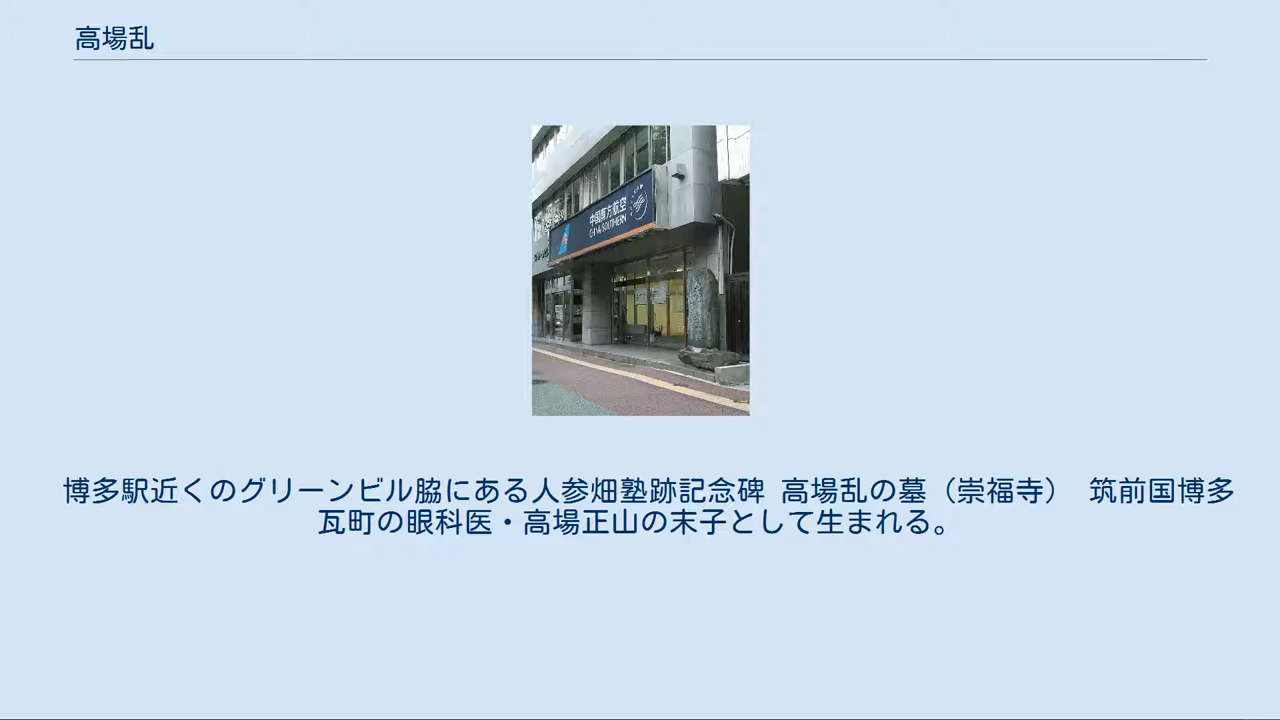 高場乱
中国南方航空
CHINA SOUTHERN
博多駅近くのグリーンビル脇にある人参畑塾跡記念碑 高場乱の墓（崇福寺） 筑前国博多
瓦町の眼科医・高場正山の末子として生まれる。